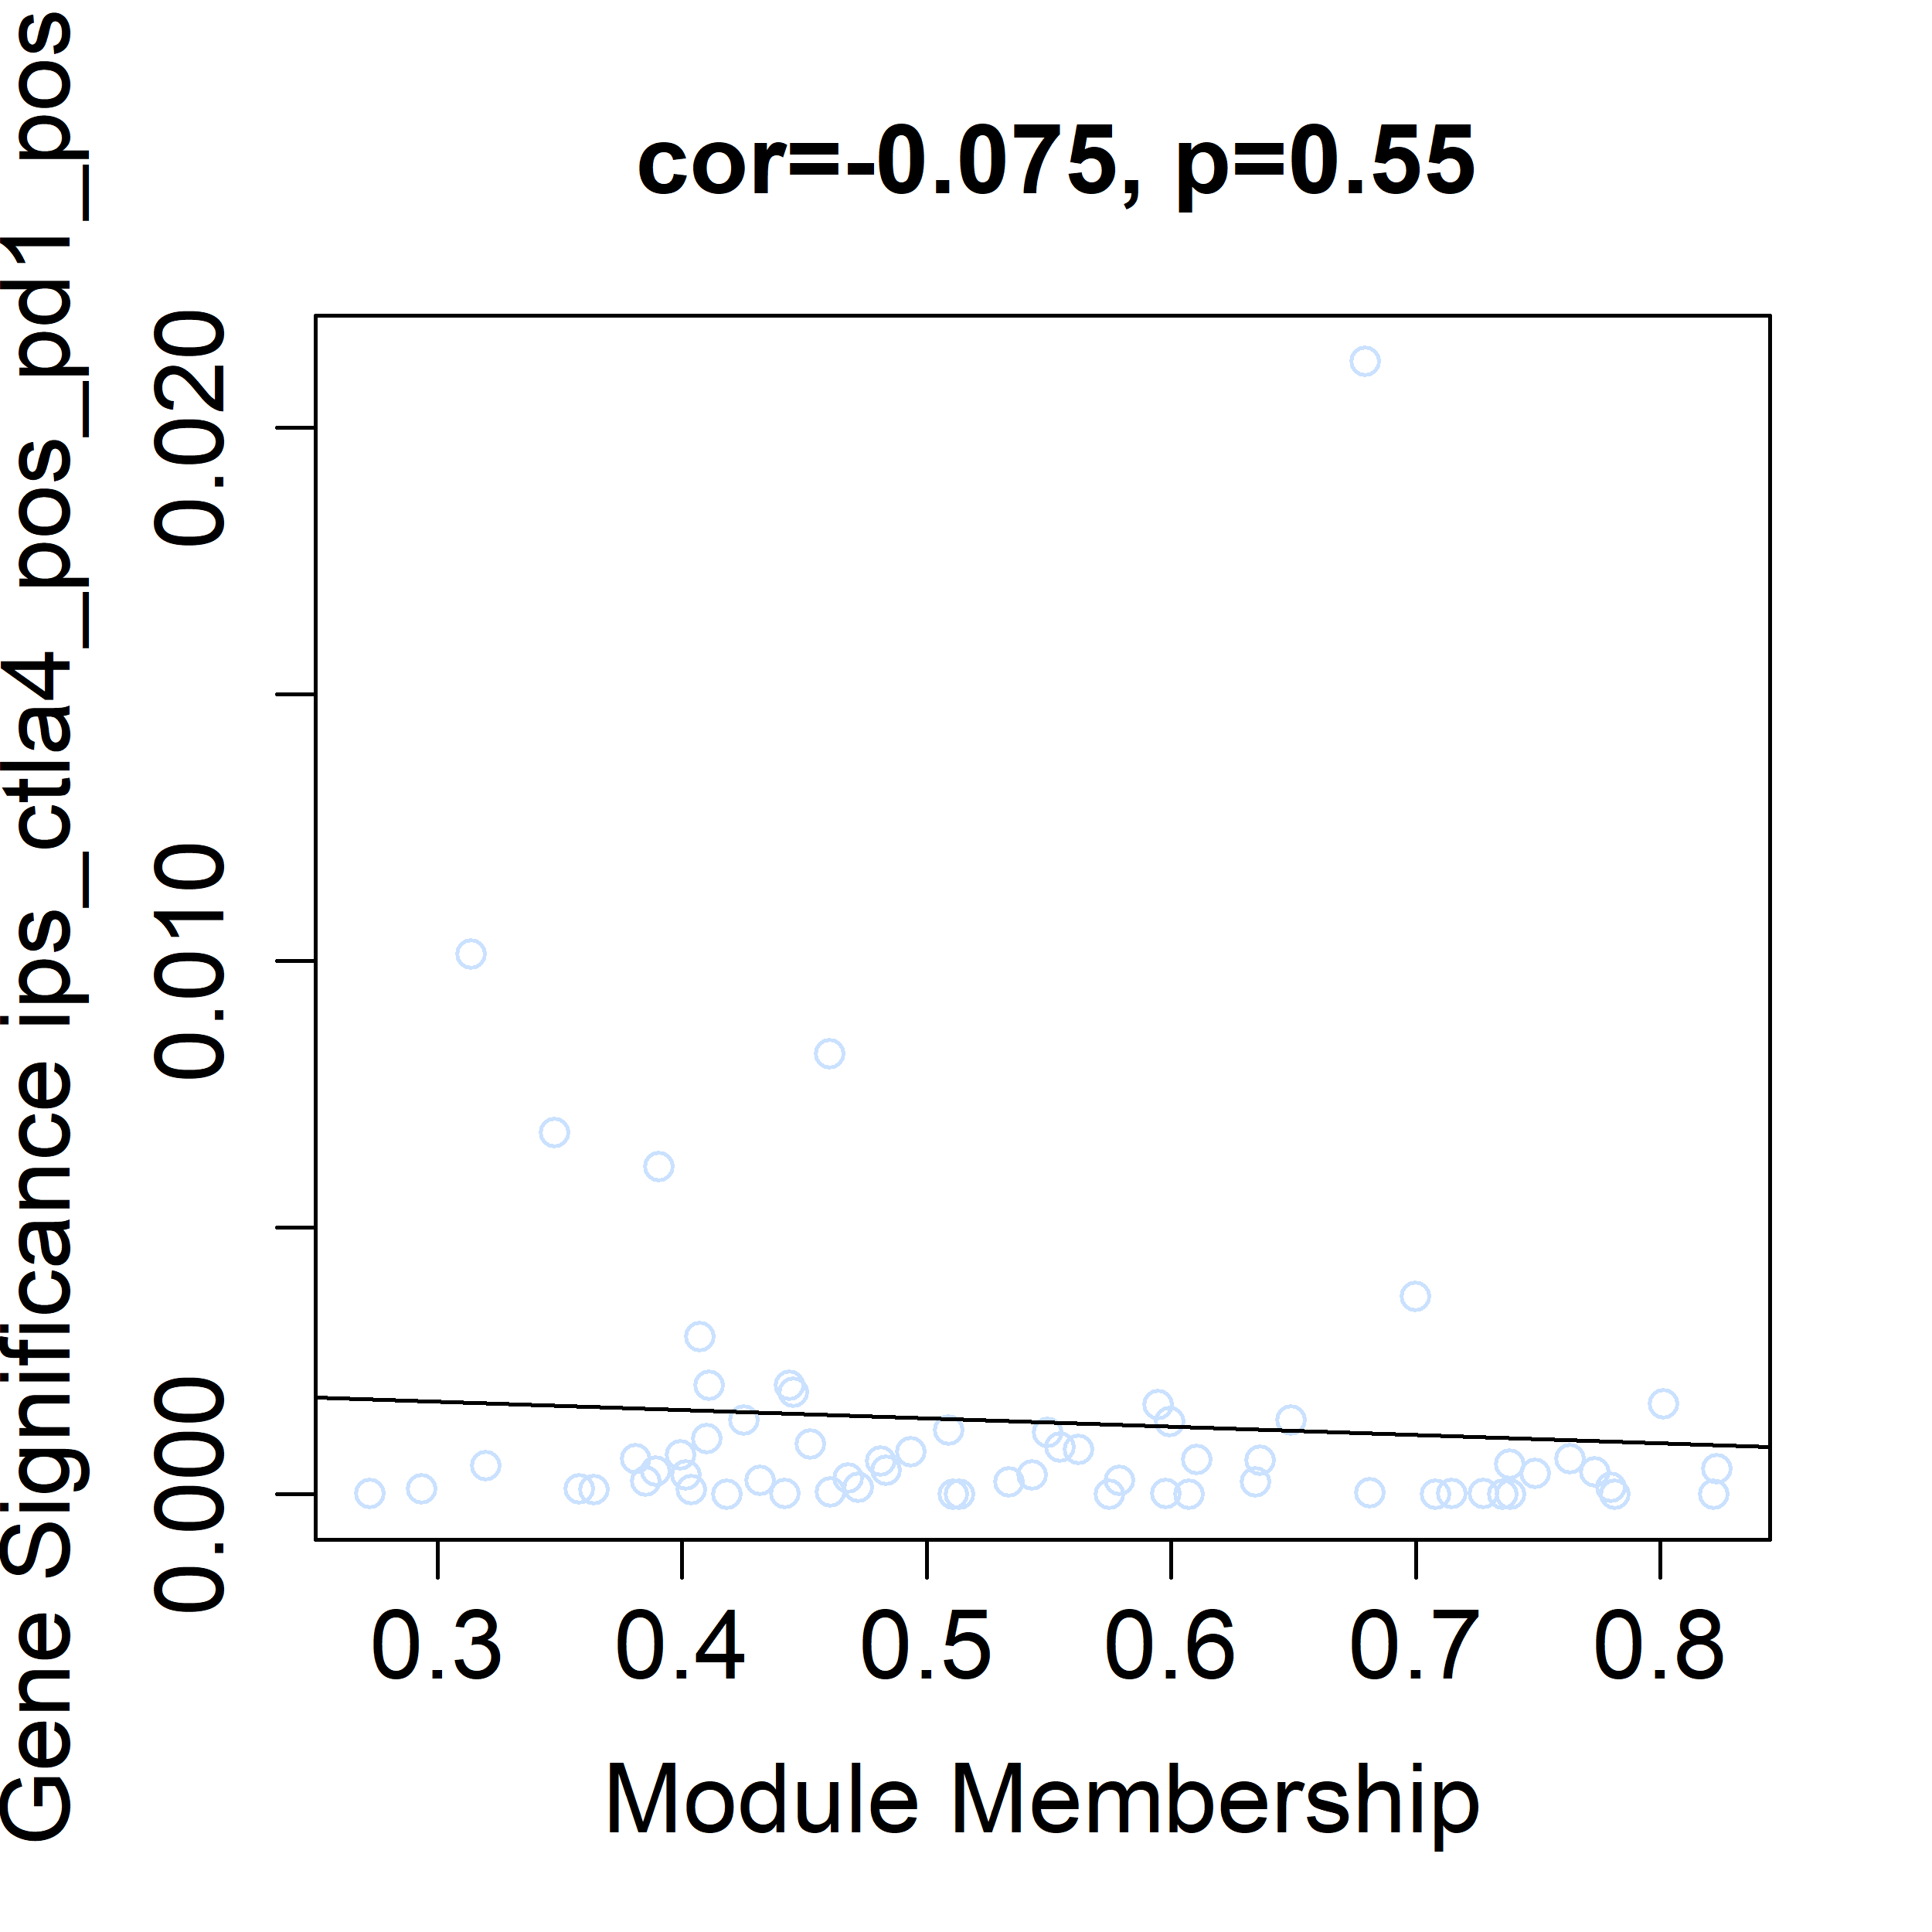 cor=-0.075, p=0.55
Gene Significance ips_ctla4_pos_pd1_pos
0.020
0.010
0.000
0.3 0.4 0.5 0.6 0.7 0.8
Module Membership